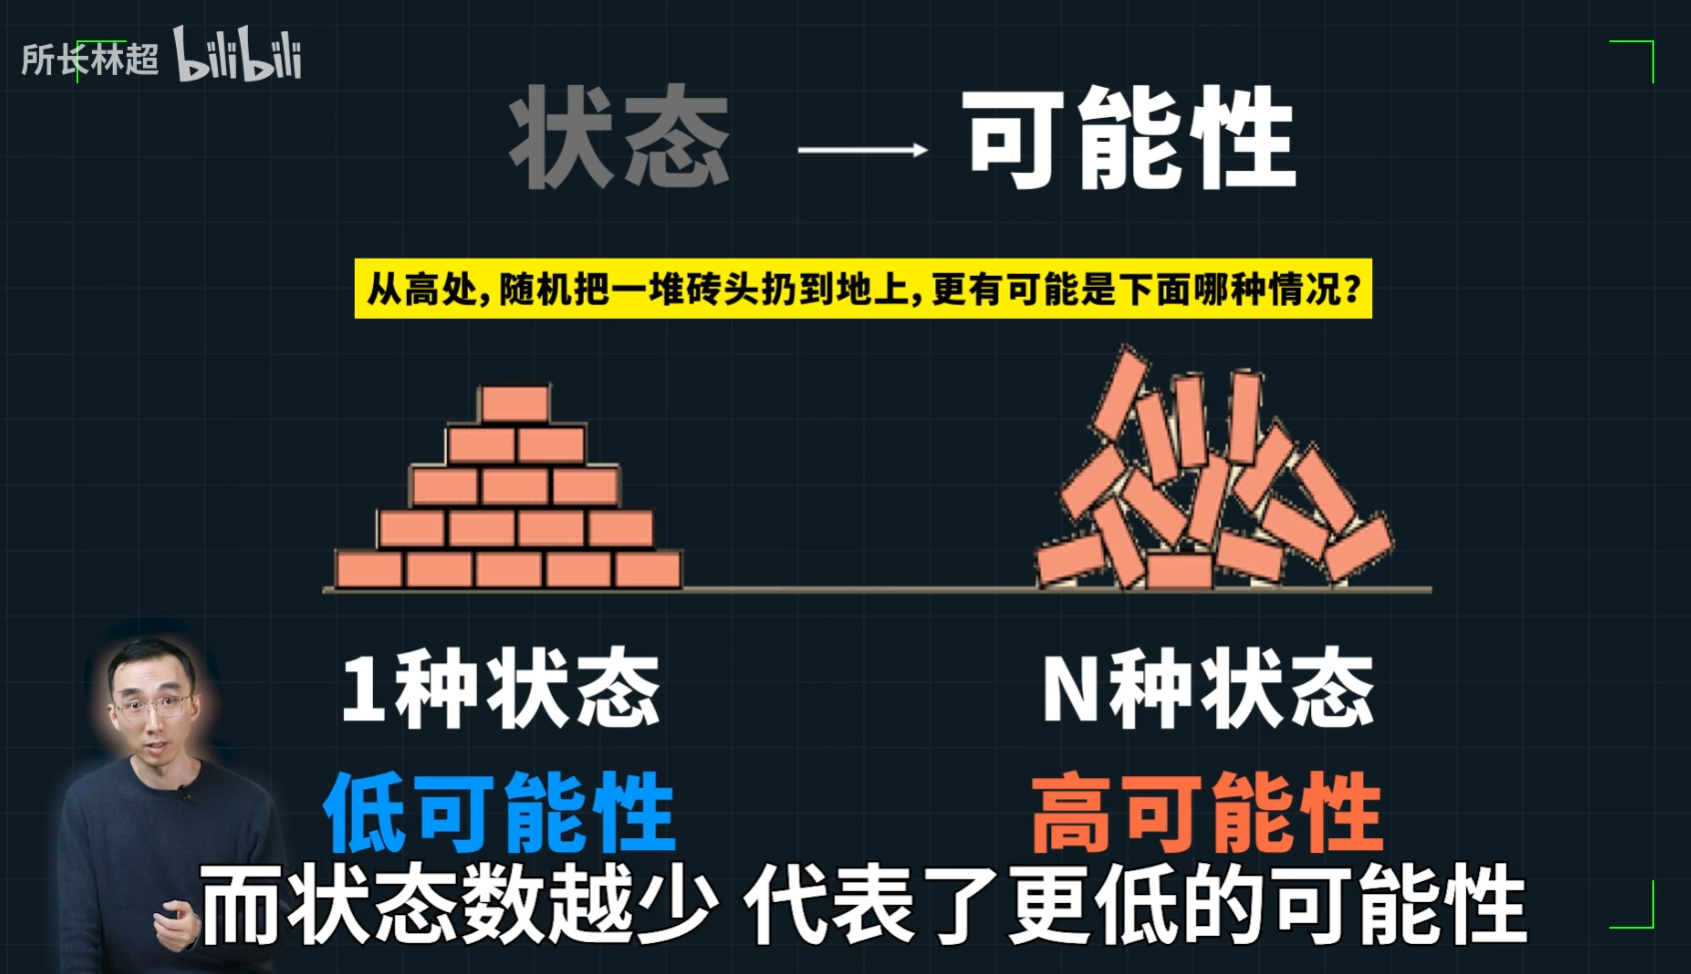 所长林超 bilibili
状态 → 可能性
从高处,随机把一堆砖头扔到地上,更有可能是下面哪种情况?
1种状态
N种状态
低可能性
高可能性
而状态数越少 代表了更低的可能性